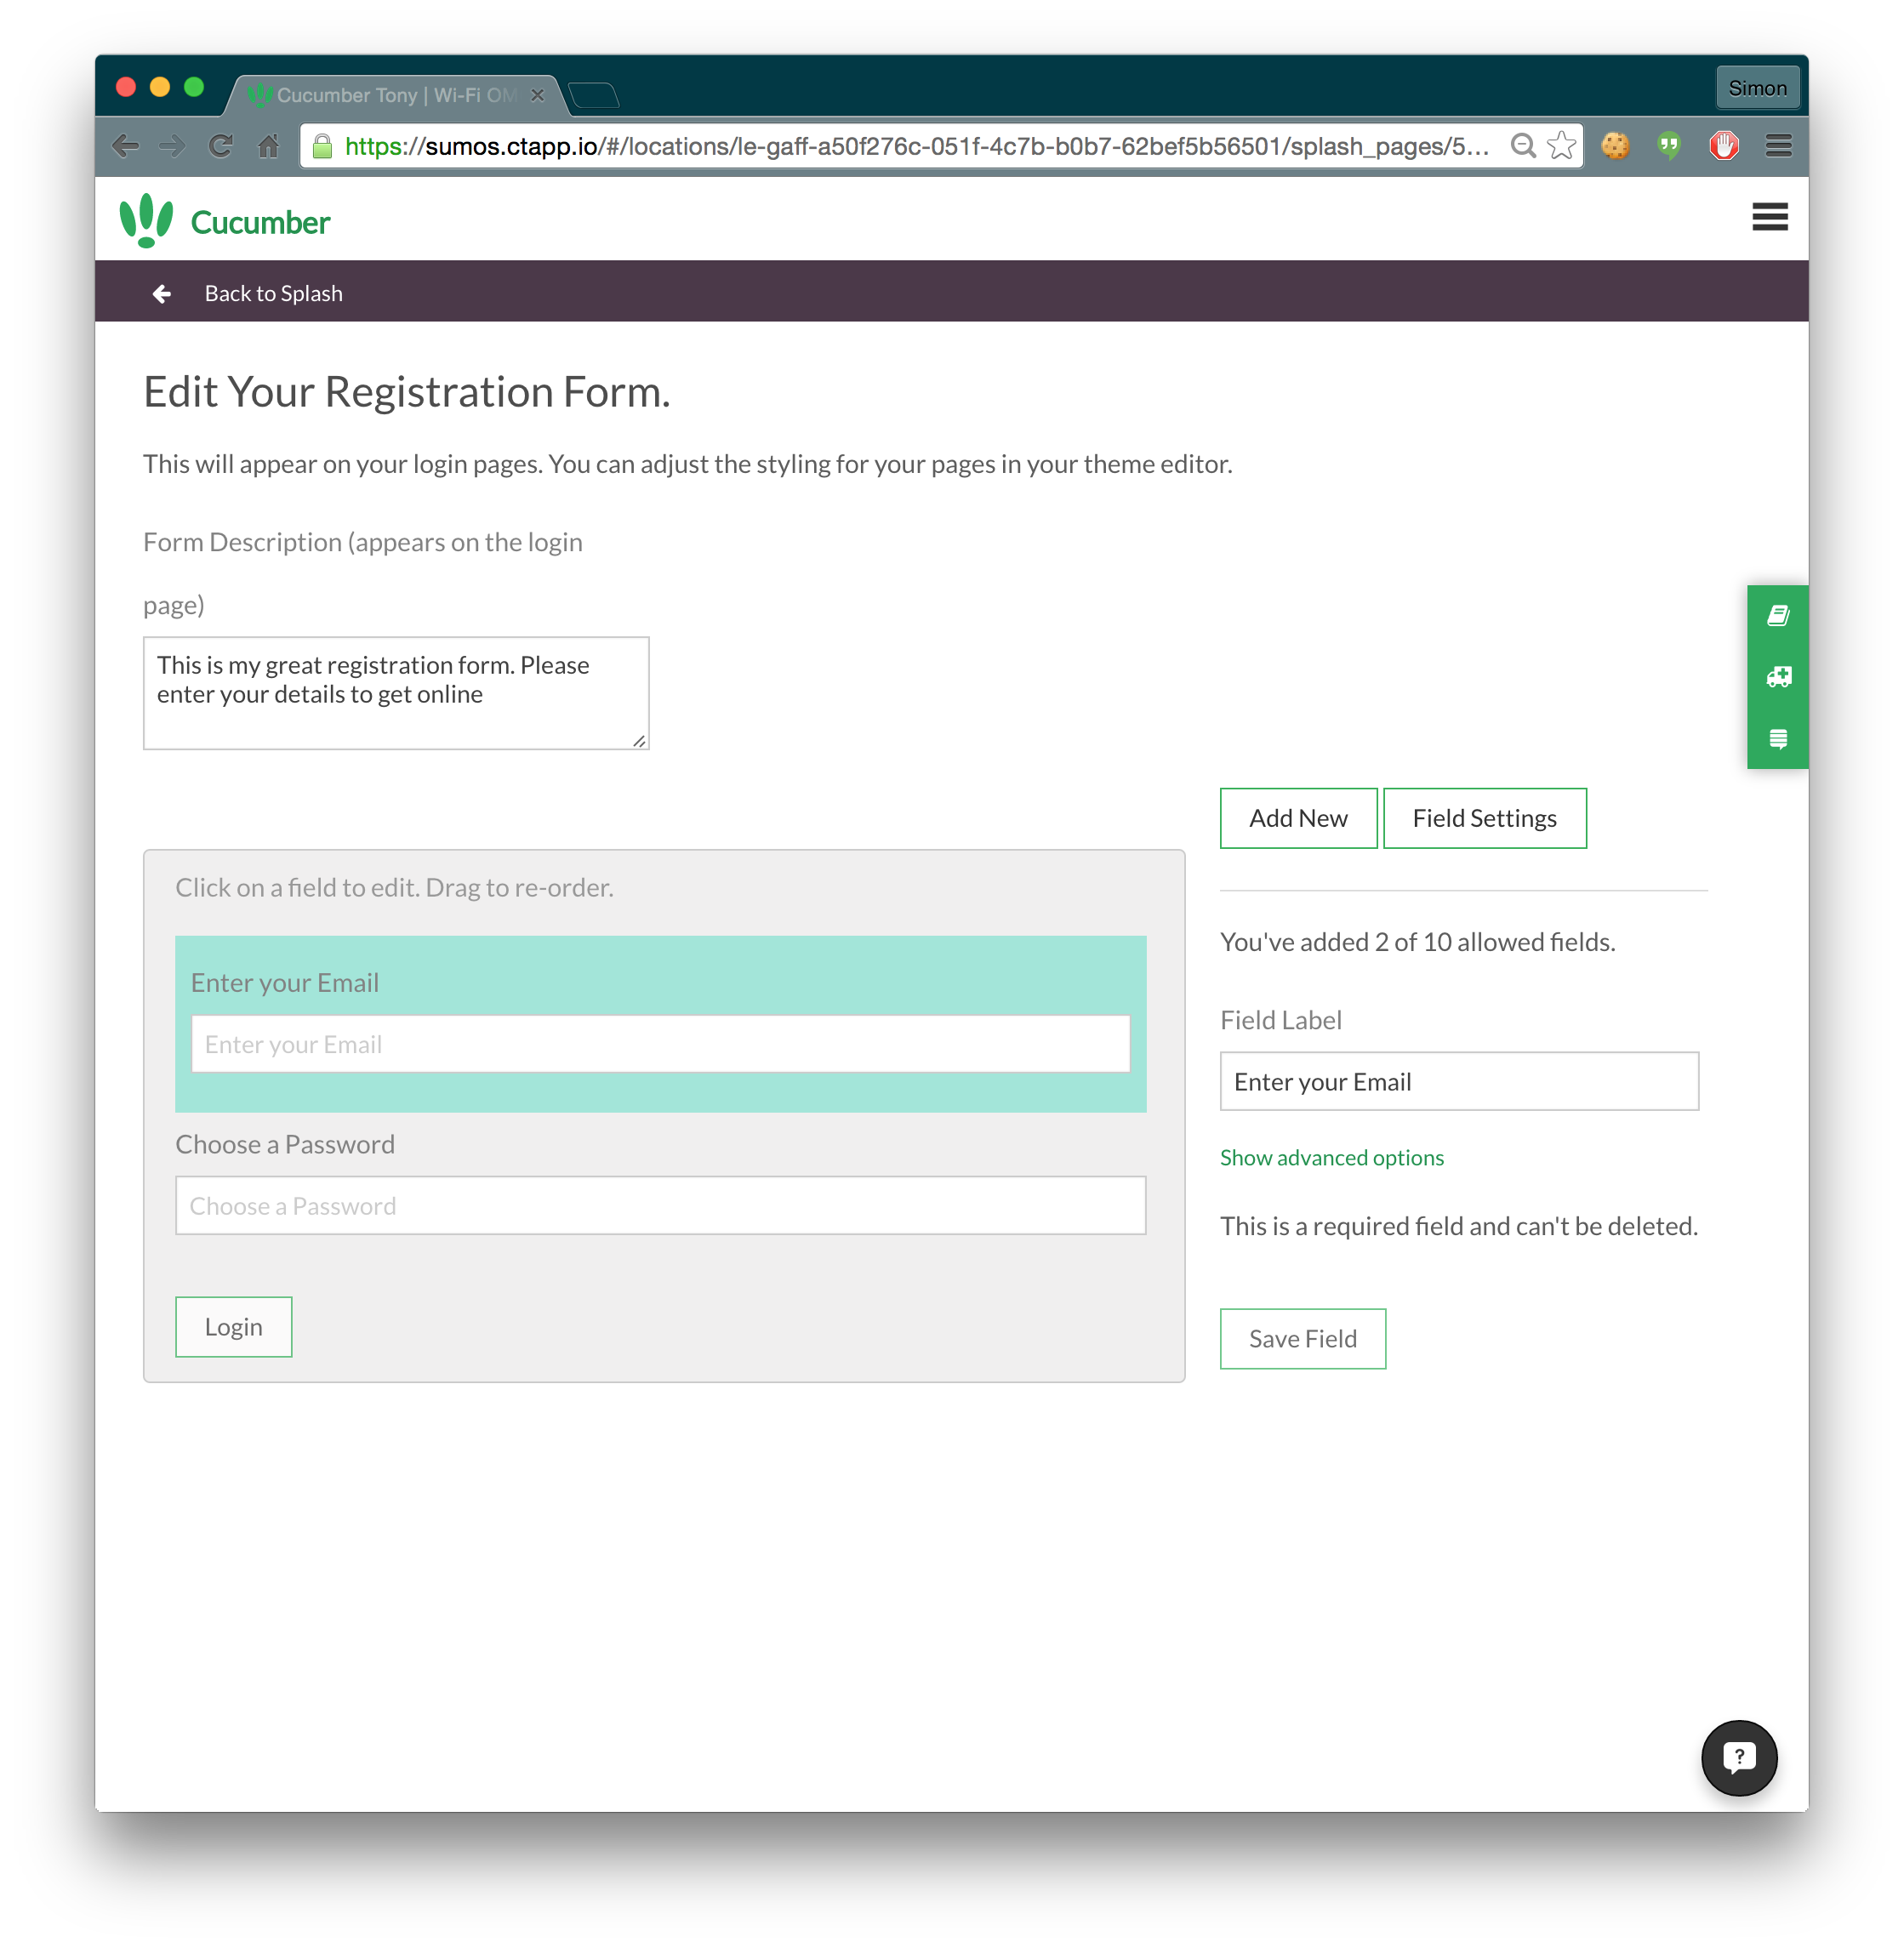 Cucumber Tony | Wi-Fi OM
Simon
https://sumos.ctapp.io/#/locations/le-gaff-a50f276c-051f-4c7b-b0b7-62bef5b56501/splash_pages/5...
Cucumber
Back to Splash
Edit Your Registration Form.
This will appear on your login pages. You can adjust the styling for your pages in your theme editor.
Form Description (appears on the login
page)
This is my great registration form. Please
enter your details to get online
Add New
Field Settings
Click on a field to edit. Drag to re-order.
You've added 2 of 10 allowed fields.
Enter your Email
Enter your Email
Field Label
Enter your Email
Choose a Password
Choose a Password
Show advanced options
This is a required field and can't be deleted.
Login
Save Field
?